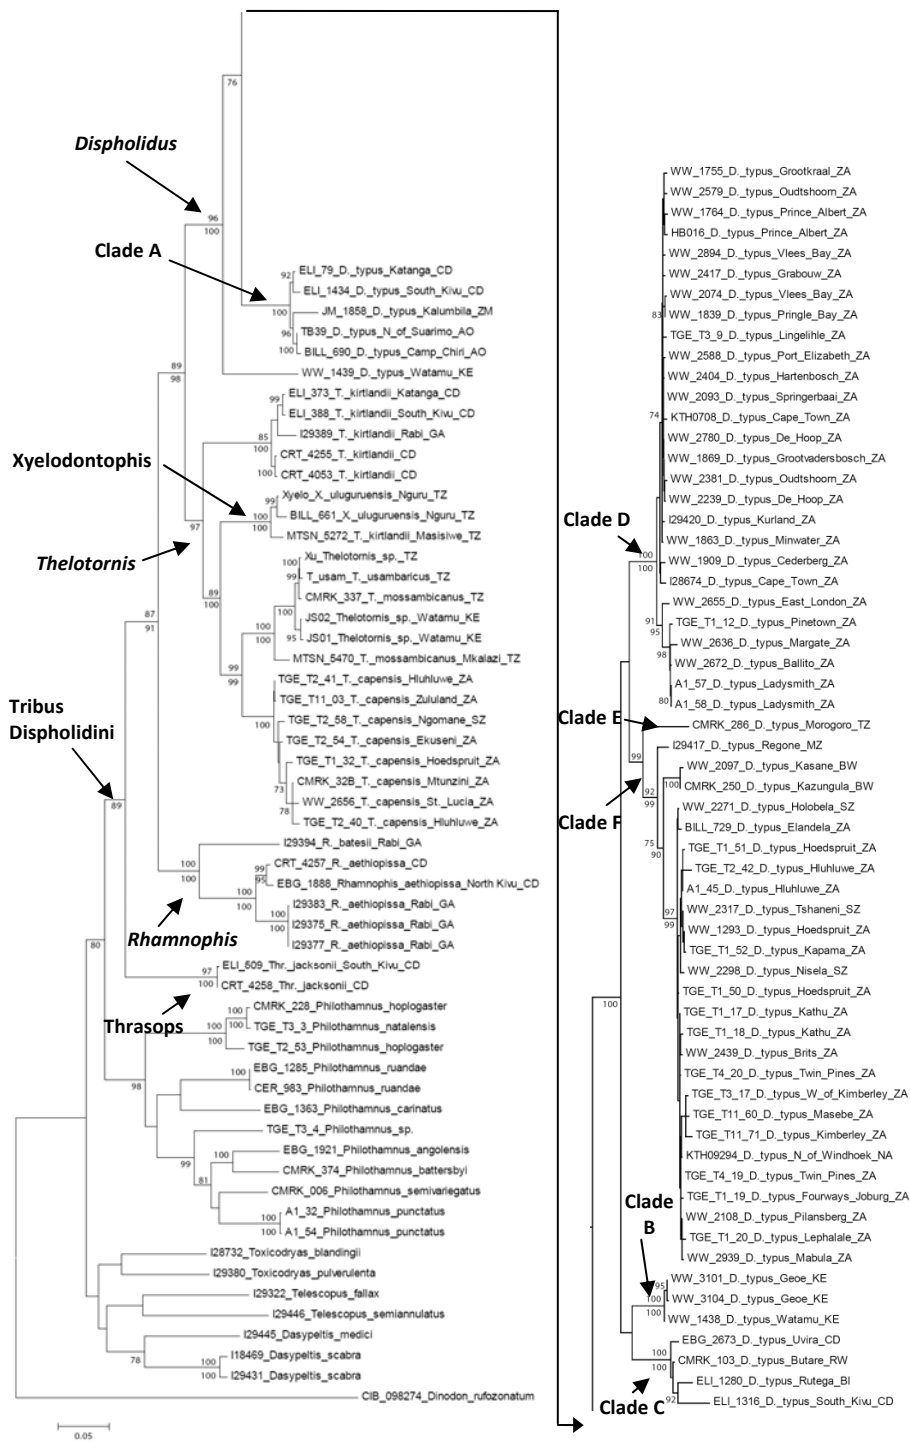 76
Dispholidus
96
100
Clade A
92
ELI_79_D._typus_Katanga_CD
ELI_1434_D._typus_South_Kivu_CD
100
JM_1858_D._typus_Kalumbila_ZM
96
TB39_D._typus_N_of_Suarimo_AO
100
BILL_690_D._typus_Camp_Chiri_AO
WW_1439_D._typus_Watamu_KE
89
98
ELI_373_T._kirtlandii_Katanga_CD
99
ELI_388_T._kirtlandii_South_Kivu_CD
I29389_T._kirtlandii_Rabi_GA
85
100
CRT_4255_T._kirtlandii_CD
100
CRT_4053_T._kirtlandii_CD
Xyelodontophis
Xyelo_X_uluguruensis_Nguru_TZ
99
BILL_661_X_uluguruensis_Nguru_TZ
100
100
MTSN_5272_T._kirtlandii_Masisiwe_TZ
97
Thelotornis
Xu_Thelotornis_sp._TZ
100
T_usam_T._usambaricus_TZ
99
CMRK_337_T._mossambicanus_TZ
89
100
JS02_Thelotornis_sp._Watamu_KE
95
JS01_Thelotornis_sp._Watamu_KE
100
100
MTSN_5470_T._mossambicanus_Mkalazi_TZ
87
91
99
99
TGE_T2_41_T._capensis_Hluhluwe_ZA
TGE_T11_03_T._capensis_Zululand_ZA
TGE_T2_58_T._capensis_Ngomane_SZ
100
TGE_T2_54_T._capensis_Ekuseni_ZA
TGE_T1_32_T._capensis_Hoedspruit_ZA
CMRK_32B_T._capensis_Mtunzini_ZA
73
WW_2656_T._capensis_St._Lucia_ZA
78
TGE_T2_40_T._capensis_Hluhluwe_ZA
Tribus
Dispholidini
89
I29394_R._batesii_Rabi_GA
100
100
CRT_4257_R._aethiopissa_CD
99
95
EBG_1888_Rhamnophis_aethiopissa_North Kivu_CD
100
100
I29383_R._aethiopissa_Rabi_GA
100
100
I29375_R._aethiopissa_Rabi_GA
I29377_R._aethiopissa_Rabi_GA
Rhamnophis
80
ELI_509_Thr._jacksonii_South_Kivu_CD
97
100
CRT_4258_Thr._jacksonii_CD
Thrasops
CMRK_228_Philothamnus_hoplogaster
100
100
100
TGE_T3_3_Philothamnus_natalensis
100
TGE_T2_53_Philothamnus_hoplogaster
EBG_1285_Philothamnus_ruandae
100
CER_983_Philothamnus_ruandae
98
EBG_1363_Philothamnus_carinatus
TGE_T3_4_Philothamnus_sp.
99
EBG_1921_Philothamnus_angolensis
100
CMRK_374_Philothamnus_battersbyi
81
CMRK_006_Philothamnus_semivariegatus
A1_32_Philothamnus_punctatus
100
100
A1_54_Philothamnus_punctatus
I28732_Toxicodryas_blandingii
I29380_Toxicodryas_pulverulenta
I29322_Telescopus_fallax
I29446_Telescopus_semiannulatus
I29445_Dasypeltis_medici
78
I18469_Dasypeltis_scabra
100
100
I29431_Dasypeltis_scabra
CIB_098274_Dinodon_rufozonatum
0.05
WW_1755_D._typus_Grootkraal_ZA
WW_2579_D._typus_Oudtshoorn_ZA
WW_1764_D._typus_Prince_Albert_ZA
HB016_D._typus_Prince_Albert_ZA
WW_2894_D._typus_Vlees_Bay_ZA
WW_2417_D._typus_Grabouw_ZA
WW_2074_D._typus_Vlees_Bay_ZA
83
WW_1839_D._typus_Pringle_Bay_ZA
TGE_T3_9_D._typus_Lingelihle_ZA
WW_2588_D._typus_Port_Elizabeth_ZA
WW_2404_D._typus_Hartenbosch_ZA
WW_2093_D._typus_Springerbaai_ZA
74
KTH0708_D._typus_Cape_Town_ZA
WW_2780_D._typus_De_Hoop_ZA
WW_1869_D._typus_Grootvadersbosch_ZA
WW_2381_D._typus_Oudtshoorn_ZA
WW_2239_D._typus_De_Hoop_ZA
Clade D
I29420_D._typus_Kurland_ZA
WW_1863_D._typus_Minwater_ZA
100
100
WW_1909_D._typus_Cederberg_ZA
I28674_D._typus_Cape_Town_ZA
WW_2655_D._typus_East_London_ZA
91
95
TGE_T1_12_D._typus_Pinetown_ZA
WW_2636_D._typus_Margate_ZA
98
WW_2672_D._typus_Ballito_ZA
A1_57_D._typus_Ladysmith_ZA
80
A1_58_D._typus_Ladysmith_ZA
Clade E
CMRK_286_D._typus_Morogoro_TZ
99
I29417_D._typus_Regone_MZ
WW_2097_D._typus_Kasane_BW
100
CMRK_250_D._typus_Kazungula_BW
92
99
Clade F
WW_2271_D._typus_Holobela_SZ
BILL_729_D._typus_Elandela_ZA
75
90
TGE_T1_51_D._typus_Hoedspruit_ZA
TGE_T2_42_D._typus_Hluhluwe_ZA
A1_45_D._typus_Hluhluwe_ZA
97
99
WW_2317_D._typus_Tshaneni_SZ
WW_1293_D._typus_Hoedspruit_ZA
TGE_T1_52_D._typus_Kapama_ZA
WW_2298_D._typus_Nisela_SZ
TGE_T1_50_D._typus_Hoedspruit_ZA
100
TGE_T1_17_D._typus_Kathu_ZA
TGE_T1_18_D._typus_Kathu_ZA
WW_2439_D._typus_Brits_ZA
TGE_T4_20_D._typus_Twin_Pines_ZA
TGE_T3_17_D._typus_W_of_Kimberley_ZA
TGE_T11_60_D._typus_Masebe_ZA
TGE_T11_71_D._typus_Kimberley_ZA
KTH09294_D._typus_N_of_Windhoek_NA
TGE_T4_19_D._typus_Twin_Pines_ZA
TGE_T1_19_D._typus_Fourways_Joburg_ZA
WW_2108_D._typus_Pilansberg_ZA
TGE_T1_20_D._typus_Lephalale_ZA
WW_2939_D._typus_Mabula_ZA
Clade
B
WW_3101_D._typus_Geoe_KE
95
100
WW_3104_D._typus_Geoe_KE
WW_1438_D._typus_Watamu_KE
EBG_2673_D._typus_Uvira_CD
100
100
CMRK_103_D._typus_Butare_RW
ELI_1280_D._typus_Rutega_BI
92
ELI_1316_D._typus_South_Kivu_CD
Clade C